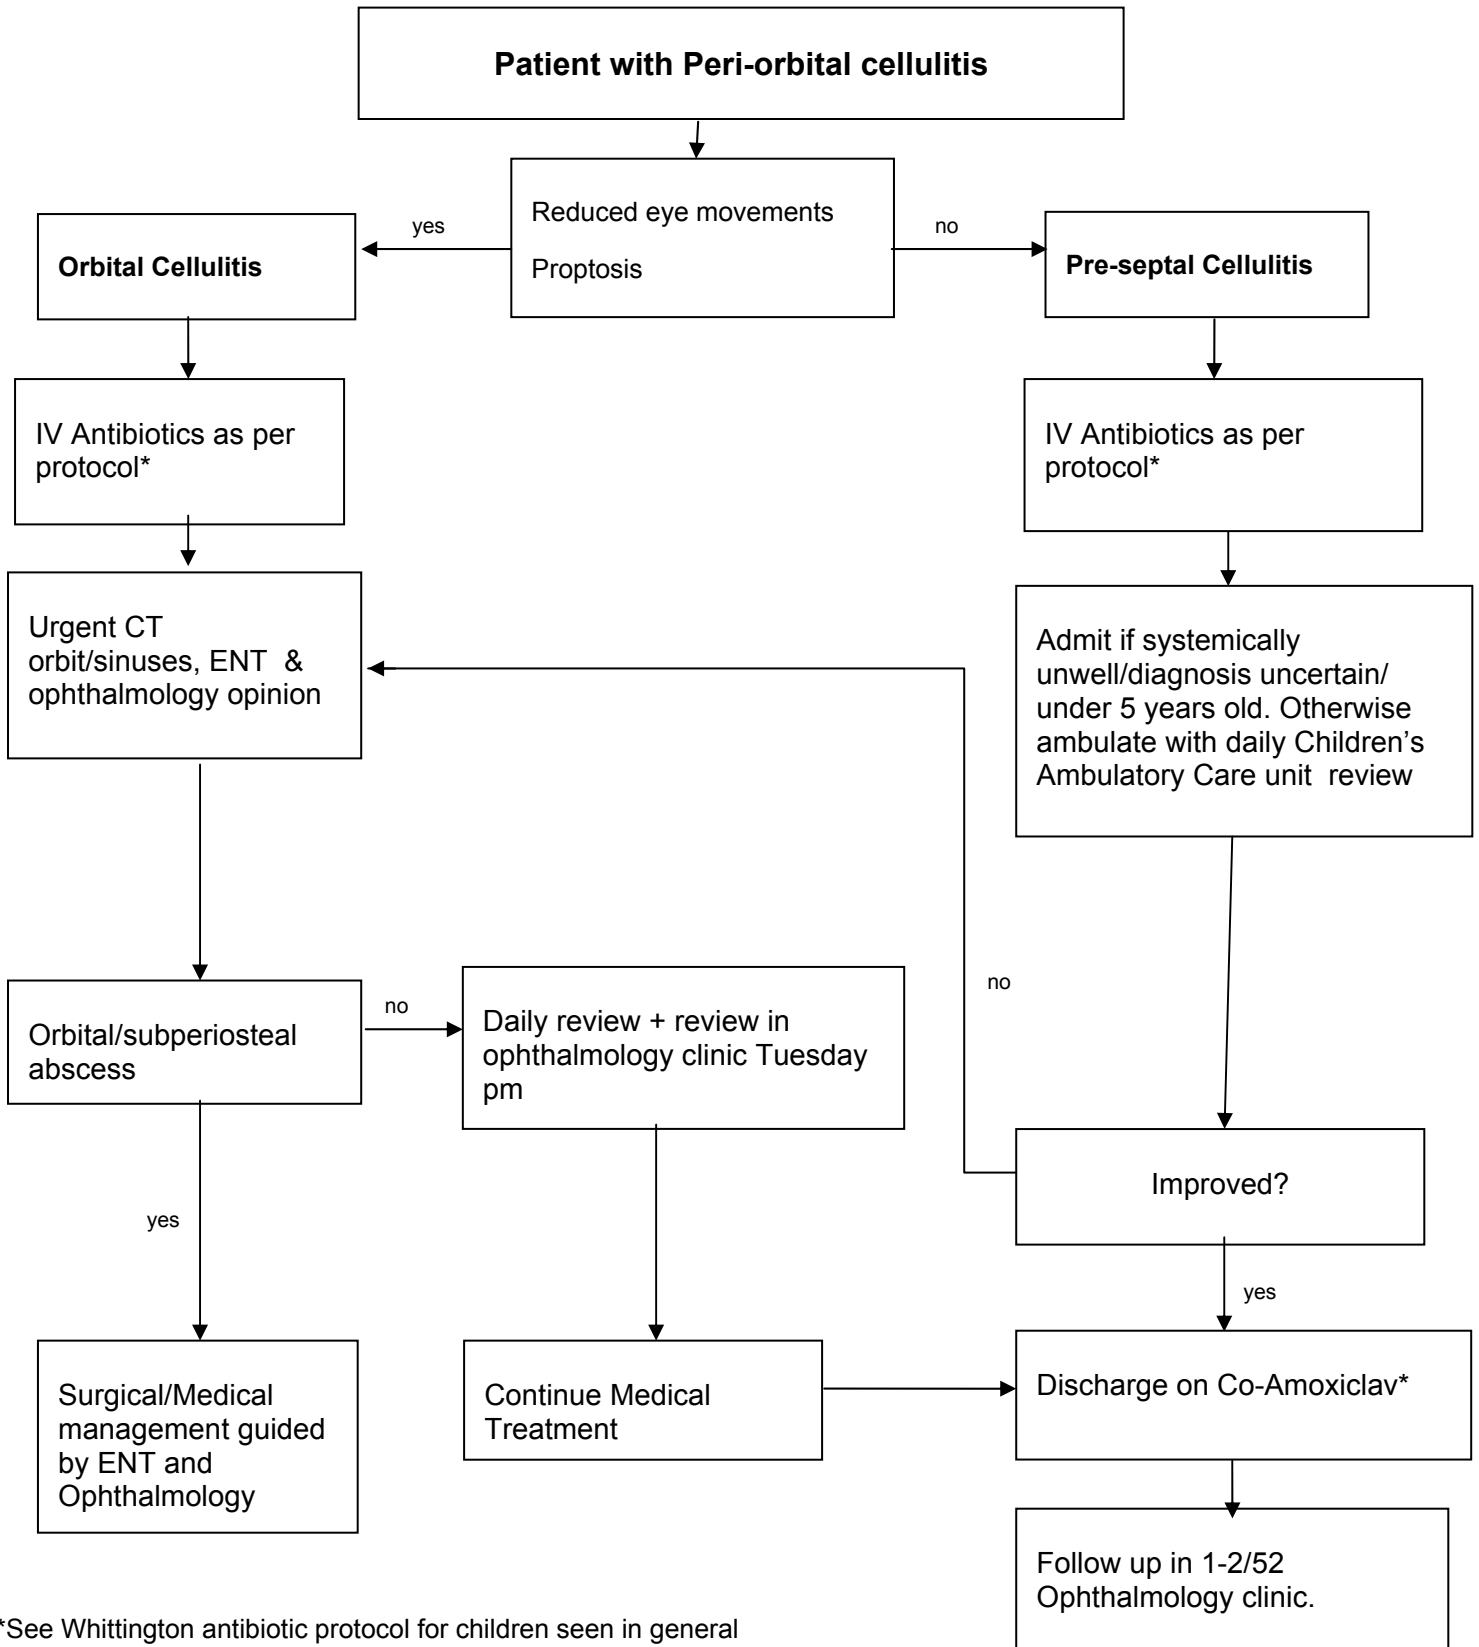 Patient with Peri-orbital cellulitis
Reduced eye movements
Proptosis
yes
no
Orbital Cellulitis
Pre-septal Cellulitis
IV Antibiotics as per
protocol*
IV Antibiotics as per
protocol*
Urgent CT
orbit/sinuses, ENT &
ophthalmology opinion
Admit if systemically
unwell/diagnosis uncertain/
under 5 years old. Otherwise
ambulate with daily Children’s
Ambulatory Care unit review
Orbital/subperiosteal
abscess
no
Daily review + review in
ophthalmology clinic Tuesday
pm
no
Improved?
yes
yes
Surgical/Medical
management guided
by ENT and
Ophthalmology
Continue Medical
Treatment
Discharge on Co-Amoxiclav*
Follow up in 1-2/52
Ophthalmology clinic.
*See Whittington antibiotic protocol for children seen in general